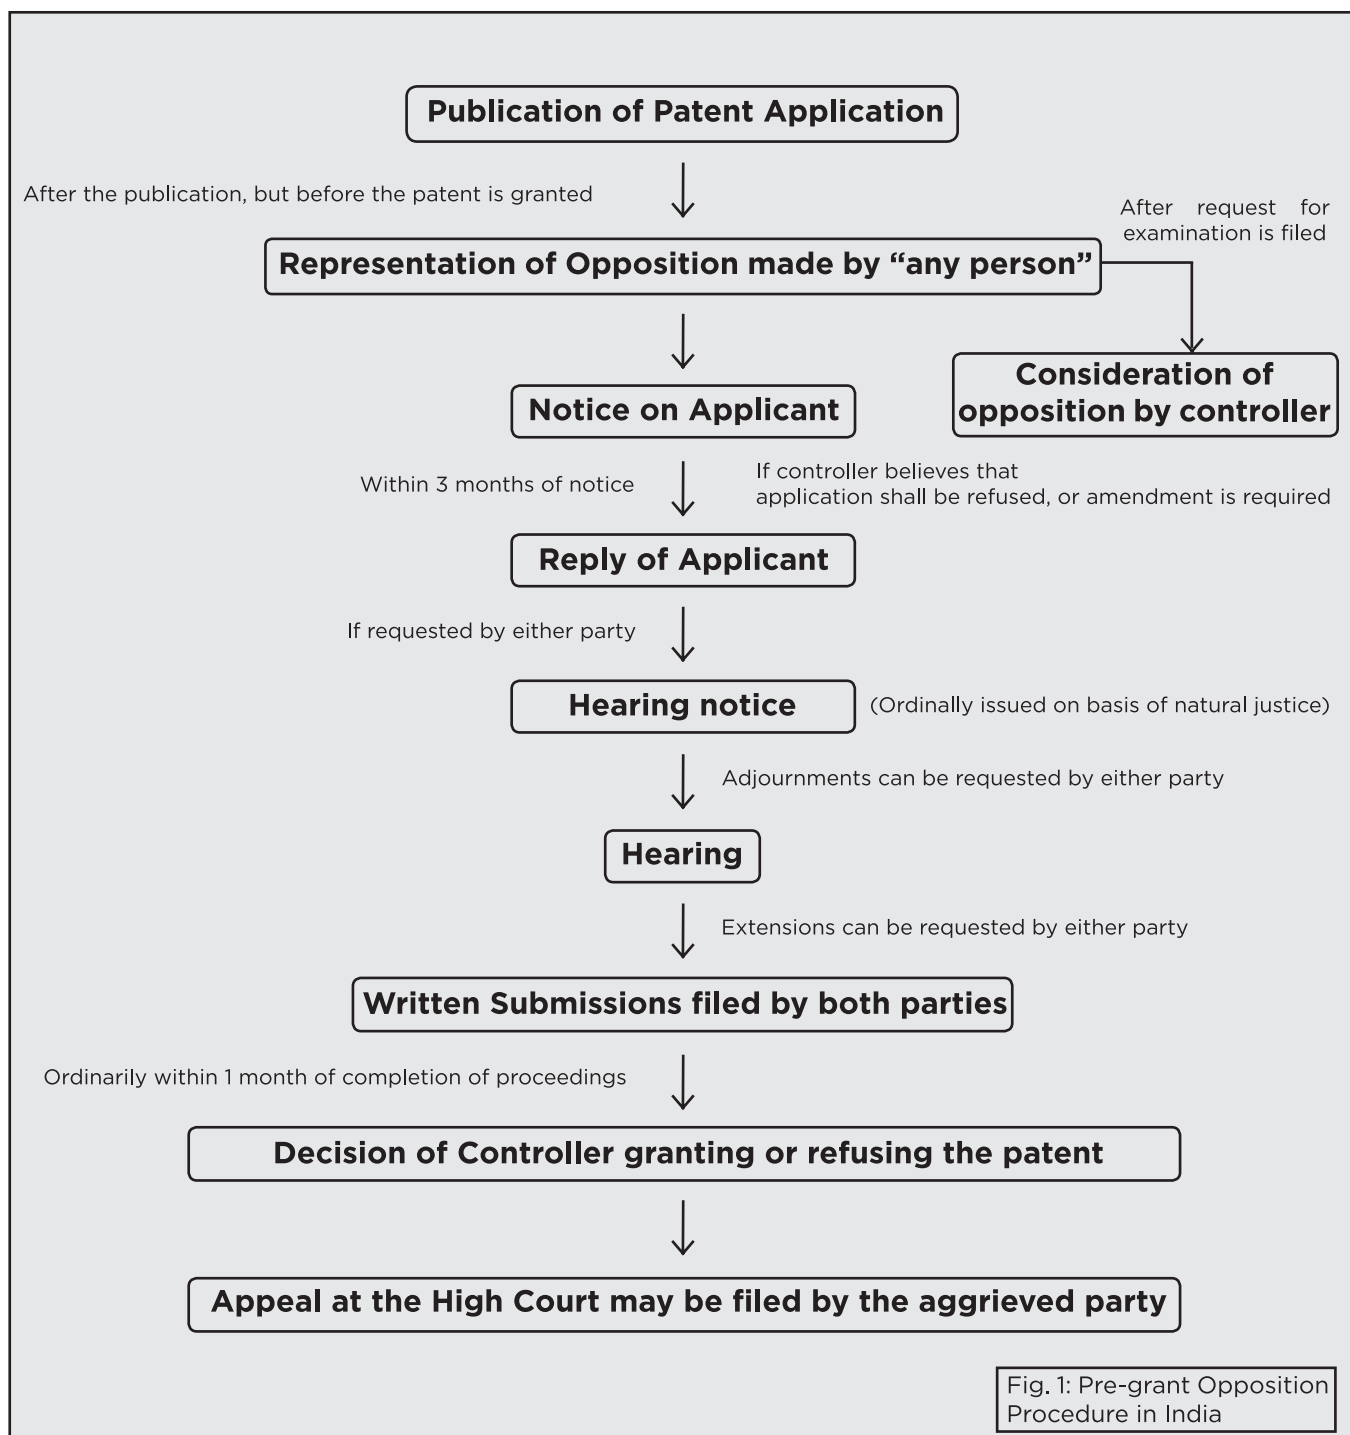 Publication of Patent Application
After the publication, but before the patent is granted
After request for
examination is filed
Representation of Opposition made by “any person”
Consideration of
opposition by controller
Notice on Applicant
Within 3 months of notice
If controller believes that
application shall be refused, or amendment is required
Reply of Applicant
If requested by either party
Hearing notice
(Ordinally issued on basis of natural justice)
Adjournments can be requested by either party
Hearing
Extensions can be requested by either party
Written Submissions filed by both parties
Ordinarily within 1 month of completion of proceedings
Decision of Controller granting or refusing the patent
Appeal at the High Court may be filed by the aggrieved party
Fig. 1: Pre-grant Opposition
Procedure in India